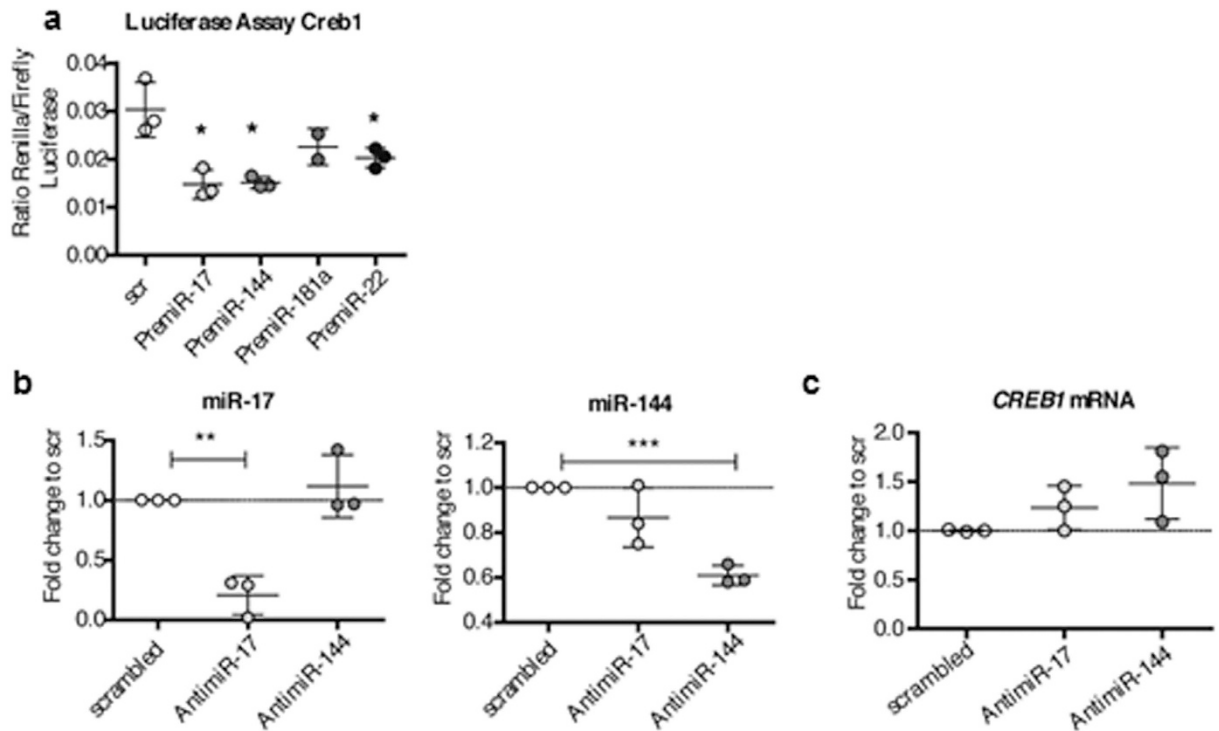 a
Luciferase Assay Creb1
Ratio Renilla/Firefly
Luciferase
0.04
0.03
0.02
0.01
0.00
*
*
*
scr
PremiR-17
PremiR-144
PremiR-181a
PremiR-22
b
miR-17
Fold change to scr
1.5
1.0
0.5
0.0
**
scrambled
AntimiR-17
AntimiR-144
miR-144
Fold change to scr
1.2
1.0
0.8
0.6
0.4
***
scrambled
AntimiR-17
AntimiR-144
c
CREB1 mRNA
Fold change to scr
2.0
1.5
1.0
0.5
0.0
scrambled
AntimiR-17
AntimiR-144